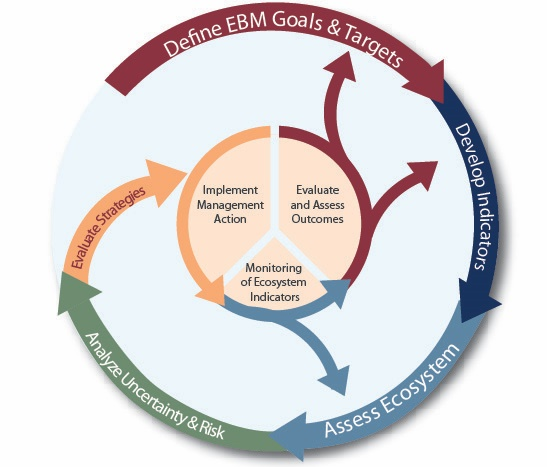 Define EBM Goals & Targets
Develop Indicators
Assess Ecosystem
Analyze Uncertainty & Risk
Evaluate Strategies
Implement
Management
Action
Evaluate
and Assess
Outcomes
Monitoring
of Ecosystem
Indicators